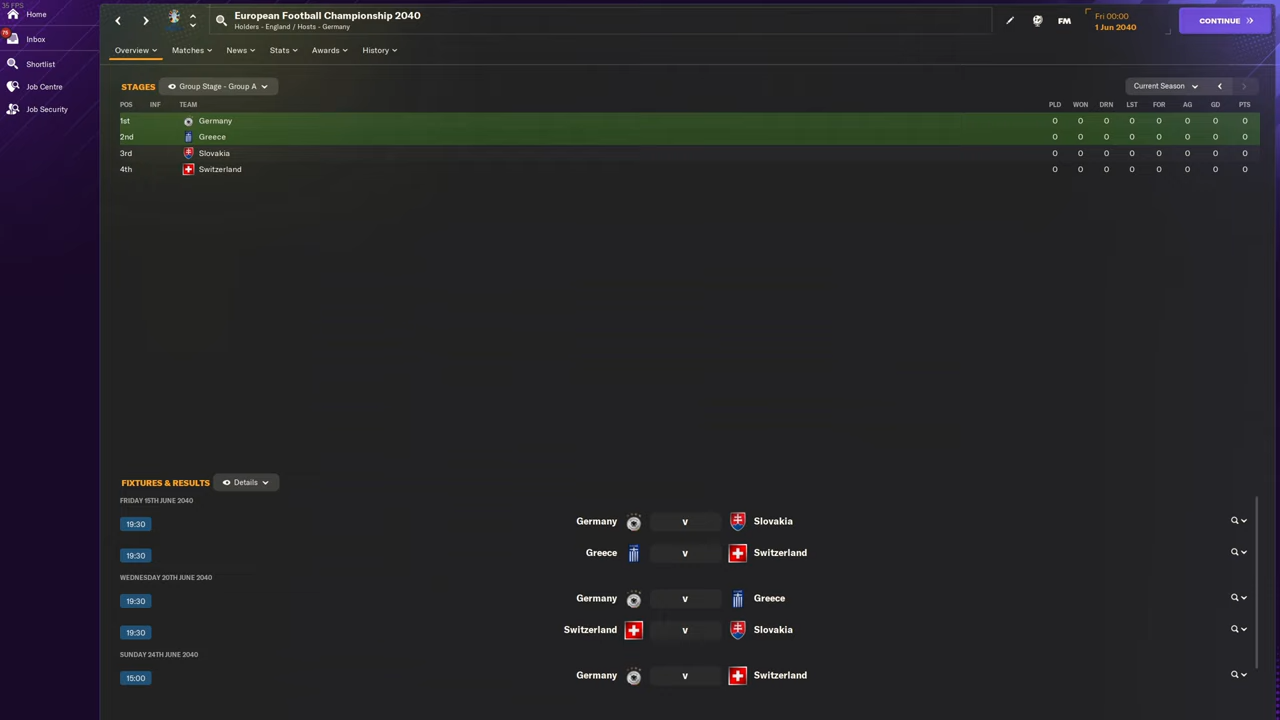 35 FPS
European Football Championship 2040
Holders - England / Hosts - Germany
FM
Fri 00:00
1 Jun 2040
CONTINUE
75
Home
Inbox
Shortlist
Job Centre
Job Security
Overview
Matches
News
Stats
Awards
History
STAGES
Group Stage - Group A
Current Season
POS INF TEAM PLD WON DRN LST FOR AG GD PTS
1st Germany 0 0 0 0 0 0 0 0
2nd Greece 0 0 0 0 0 0 0 0
3rd Slovakia 0 0 0 0 0 0 0 0
4th Switzerland 0 0 0 0 0 0 0 0
FIXTURES & RESULTS
Details
FRIDAY 15TH JUNE 2040
19:30 Germany v Slovakia
19:30 Greece v Switzerland
WEDNESDAY 20TH JUNE 2040
19:30 Germany v Greece
19:30 Switzerland v Slovakia
SUNDAY 24TH JUNE 2040
15:00 Germany v Switzerland